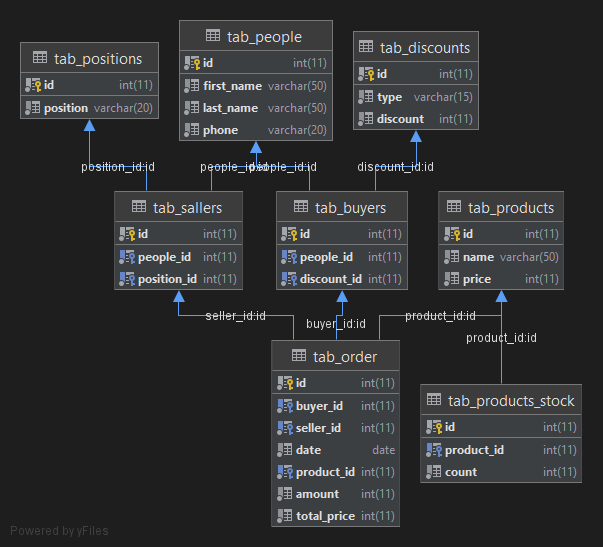 tab_positions
id int(11)
position varchar(20)
tab_people
id int(11)
first_name varchar(50)
last_name varchar(50)
phone varchar(20)
tab_discounts
id int(11)
type varchar(15)
discount int(11)
position_id:id
people_id:id
people_id:id
discount_id:id
tab_sallers
id int(11)
people_id int(11)
position_id int(11)
tab_buyers
id int(11)
people_id int(11)
discount_id int(11)
tab_products
id int(11)
name varchar(50)
price int(11)
seller_id:id
buyer_id:id
product_id:id
product_id:id
tab_order
id int(11)
buyer_id int(11)
seller_id int(11)
date date
product_id int(11)
amount int(11)
total_price int(11)
tab_products_stock
id int(11)
product_id int(11)
count int(11)
Powered by yFiles